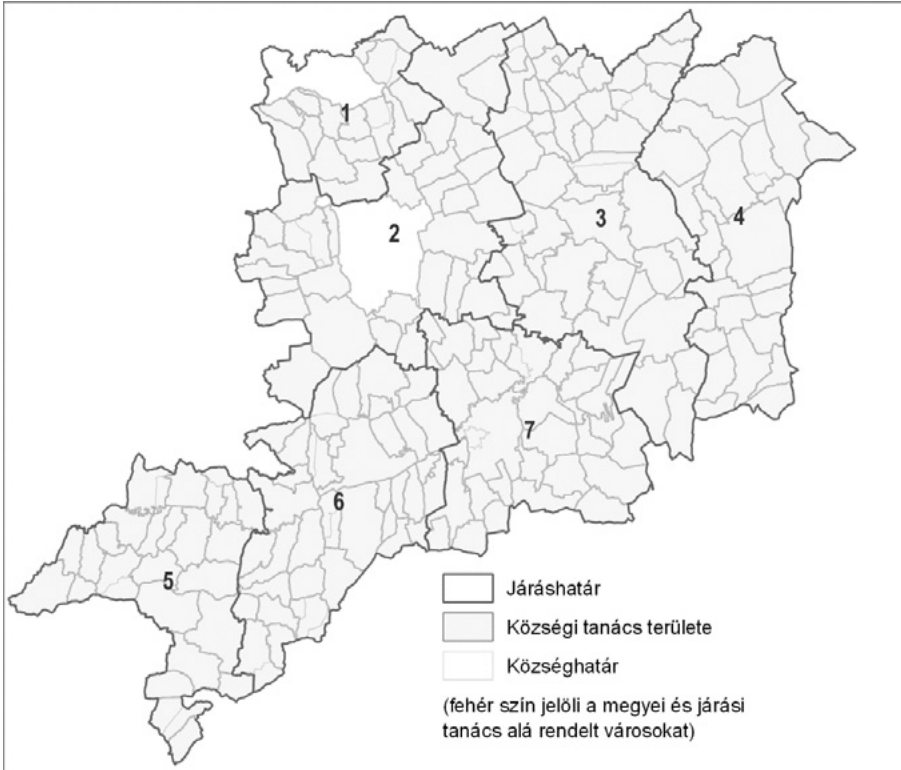 1
2
3
4
5
6
7
Járáshatár
Községi tanács területe
Községhatár
(fehér szín jelöli a megyei és járási
tanács alá rendelt városokat)